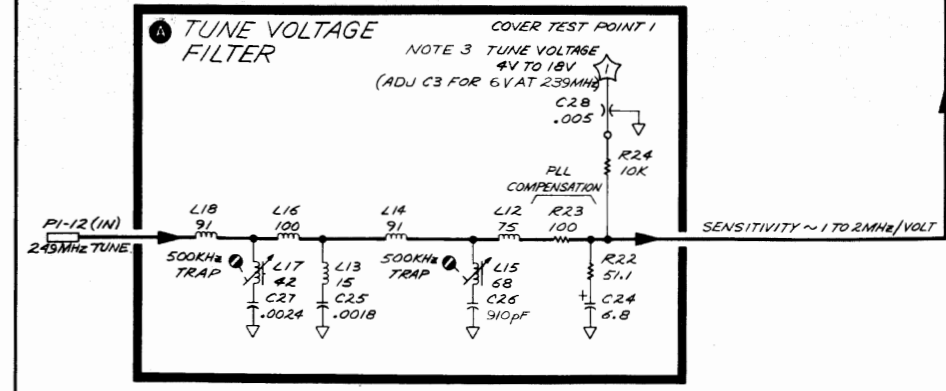 A TUNE VOLTAGE
FILTER
COVER TEST POINT 1
NOTE 3 TUNE VOLTAGE
4V TO 18V
(ADJ C3 FOR 6V AT 239MHz)
1
C28
.005
R24
10K
PLL
COMPENSATION
P1-12 (IN)
249MHz TUNE
L18
91
L16
100
L14
91
L12
75
R23
100
SENSITIVITY ~ 1 TO 2MHz/VOLT
500KHz
TRAP
L17
42
C27
.0024
L13
15
C25
.0018
500KHz
TRAP
L15
68
C26
910pF
R22
51.1
+ C24
6.8